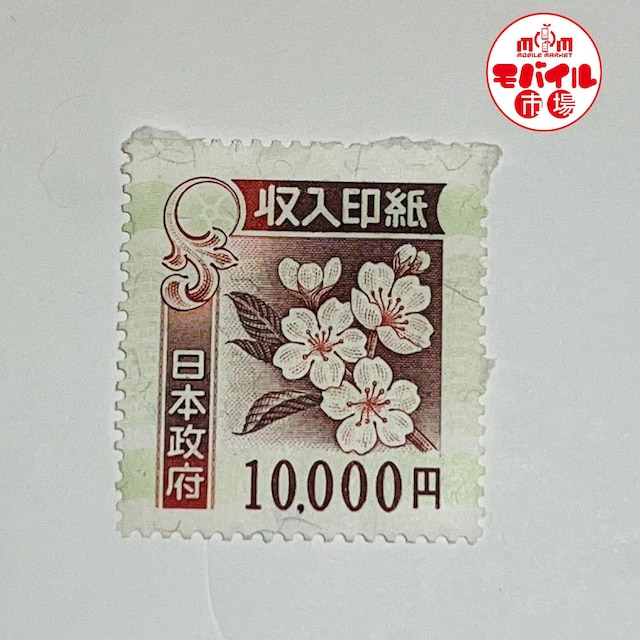 MOBILE MARKET
モバイル
市場
収入印紙
日本政府
10,000円